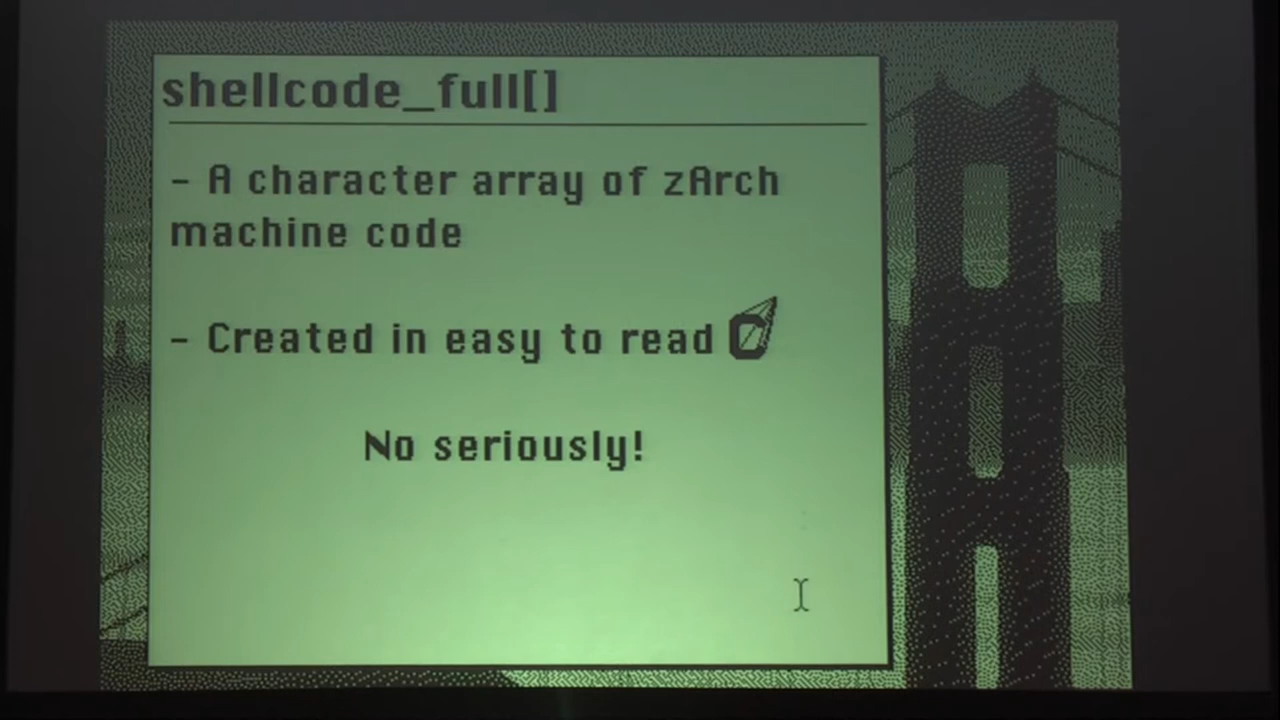 shellcode_full[]
- A character array of zArch
machine code
- Created in easy to read
No seriously!